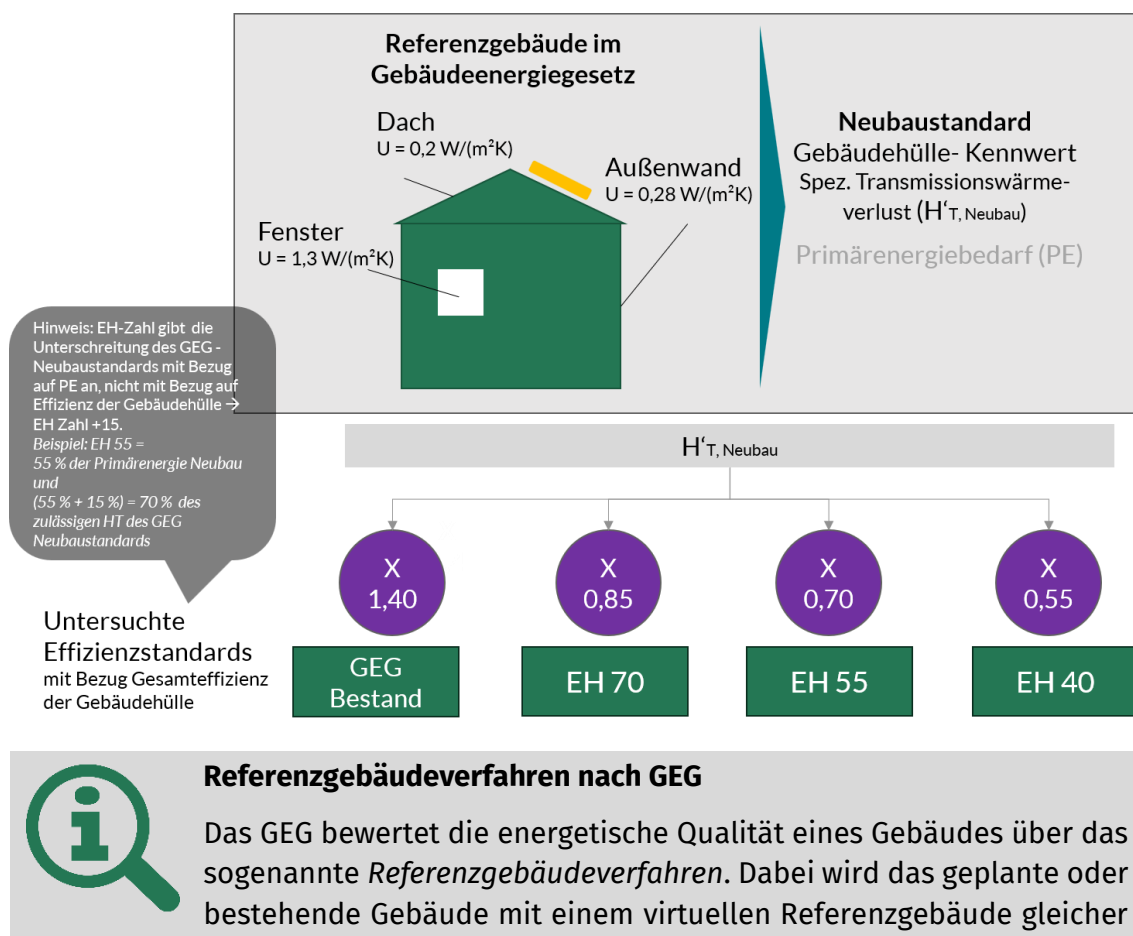 Referenzgebäude im
Gebäudeenergiegesetz
Dach
U = 0,2 W/(m²K)
Außenwand
U = 0,28 W/(m²K)
Fenster
U = 1,3 W/(m²K)
Neubaustandard
Gebäudehülle- Kennwert
Spez. Transmissionswärme-
verlust (H‘T, Neubau)
Primärenergiebedarf (PE)
Hinweis: EH-Zahl gibt die
Unterschreitung des GEG -
Neubaustandards mit Bezug
auf PE an, nicht mit Bezug auf
Effizienz der Gebäudehülle →
EH Zahl +15.
Beispiel: EH 55 =
55 % der Primärenergie Neubau
und
(55 % + 15 %) = 70 % des
zulässigen HT des GEG
Neubaustandards
H‘T, Neubau
X
1,40
X
0,85
X
0,70
X
0,55
Untersuchte
Effizienzstandards
mit Bezug Gesamteffizienz
der Gebäudehülle
GEG
Bestand
EH 70
EH 55
EH 40
Referenzgebäudeverfahren nach GEG
Das GEG bewertet die energetische Qualität eines Gebäudes über das
sogenannte Referenzgebäudeverfahren. Dabei wird das geplante oder
bestehende Gebäude mit einem virtuellen Referenzgebäude gleicher